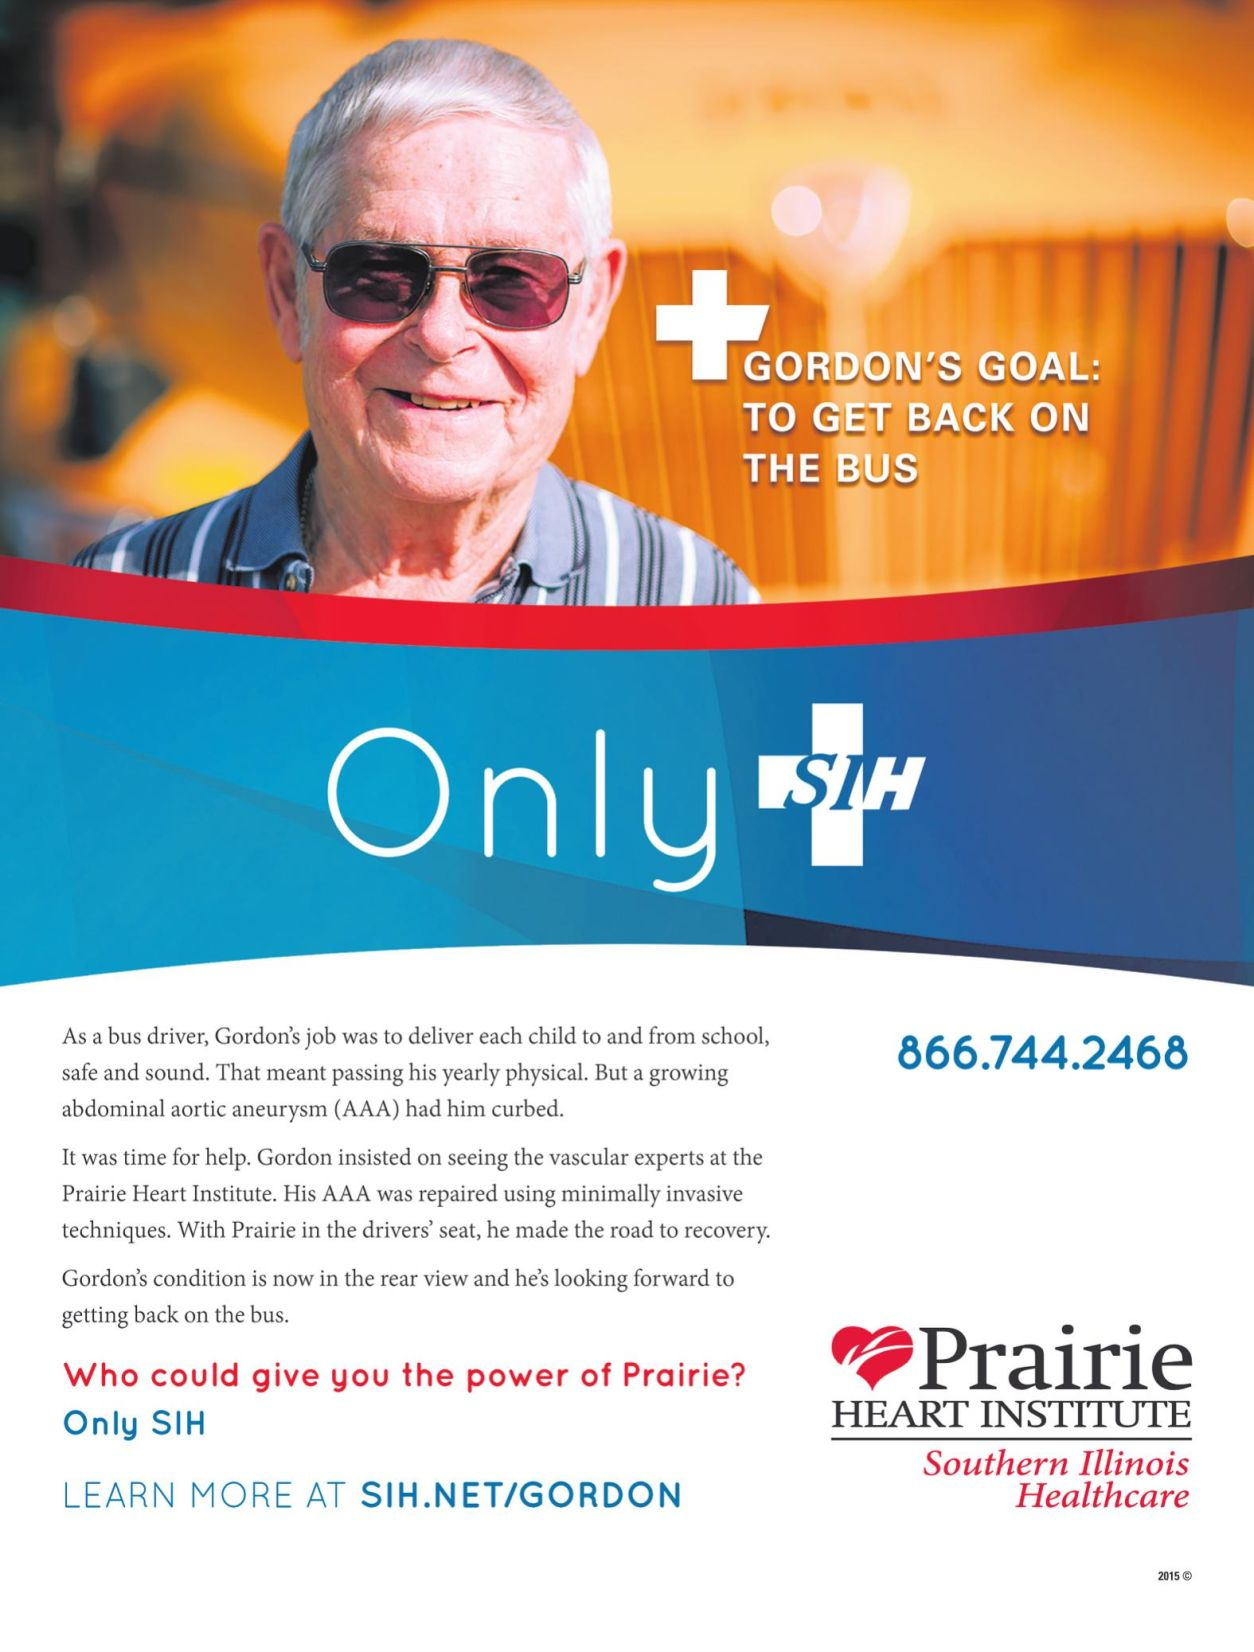 GORDON'S GOAL:
TO GET BACK ON
THE BUS
Only SIH
As a bus driver, Gordon's job was to deliver each child to and from school,
safe and sound. That meant passing his yearly physical. But a growing
abdominal aortic aneurysm (AAA) had him curbed.
It was time for help. Gordon insisted on seeing the vascular experts at the
Prairie Heart Institute. His AAA was repaired using minimally invasive
techniques. With Prairie in the drivers' seat, he made the road to recovery.
Gordon's condition is now in the rear view and he's looking forward to
getting back on the bus.
Who could give you the power of Prairie?
Only SIH
LEARN MORE AT SIH.NET/GORDON
866.744.2468
Prairie
HEART INSTITUTE
Southern Illinois
Healthcare
2015 ©